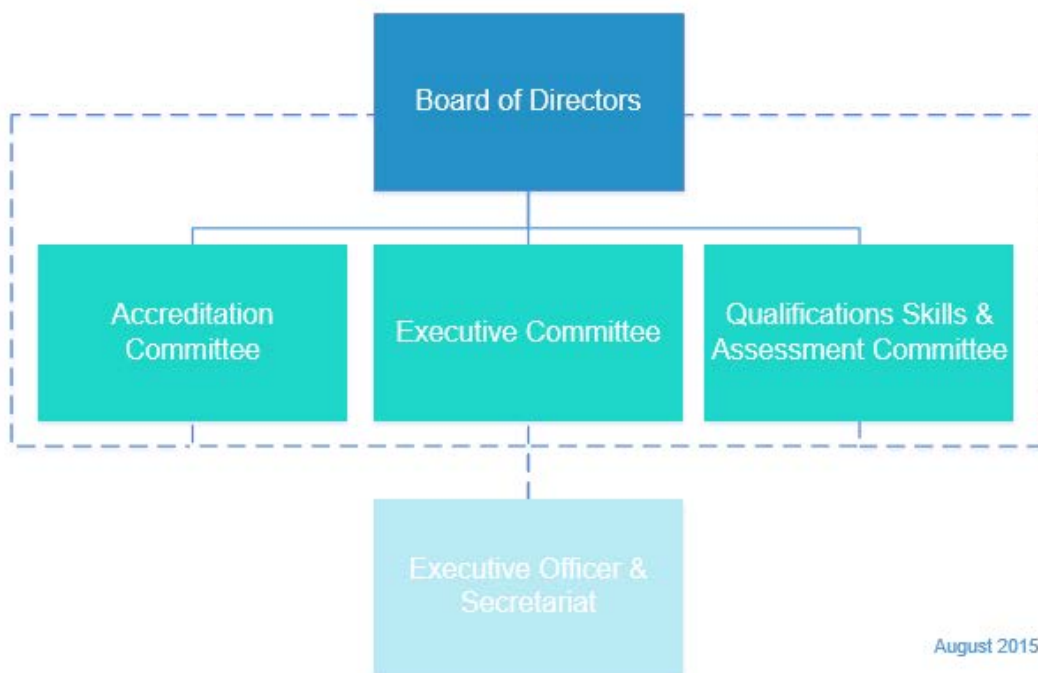 Board of Directors
Accreditation
Committee
Executive Committee
Qualifications Skills &
Assessment Committee
Executive Officer &
Secretariat
August 2015